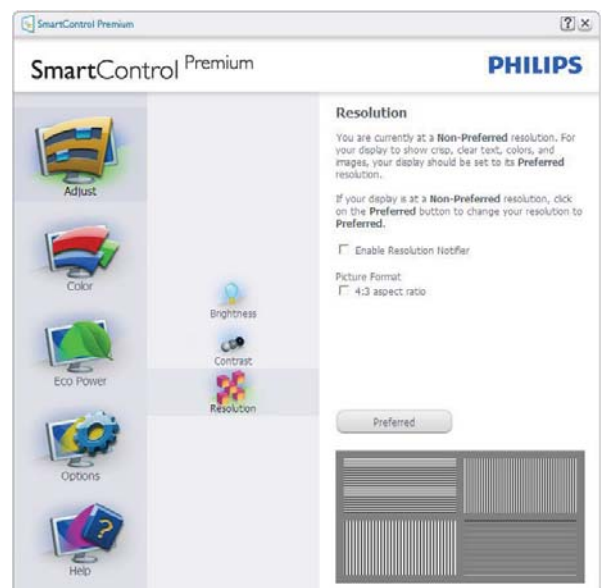 SmartControl Premium
? ×
SmartControl Premium
PHILIPS
Adjust
Color
Eco Power
Options
Help
Brightness
Contrast
Resolution
Resolution
You are currently at a Non-Preferred resolution. For
your display to show crisp, clear text, colors, and
images, your display should be set to its Preferred
resolution.
If your display is at a Non-Preferred resolution, click
on the Preferred button to change your resolution to
Preferred.
Enable Resolution Notifier
Picture Format
4:3 aspect ratio
Preferred